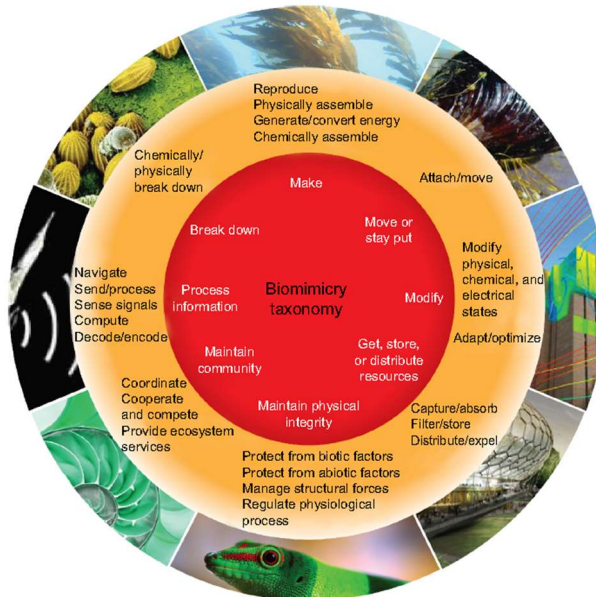 Reproduce
Physically assemble
Generate/convert energy
Chemically assemble
Chemically/
physically
break down
Attach/move
Make
Break down
Move or
stay put
Navigate
Send/process
Sense signals
Compute
Decode/encode
Process
information
Biomimicry
taxonomy
Modify
Modify
physical,
chemical, and
electrical
states
Adapt/optimize
Maintain
community
Get, store,
or distribute
resources
Coordinate
Cooperate
and compete
Provide ecosystem
services
Maintain physical
integrity
Capture/absorb
Filter/store
Distribute/expel
Protect from biotic factors
Protect from abiotic factors
Manage structural forces
Regulate physiological
process